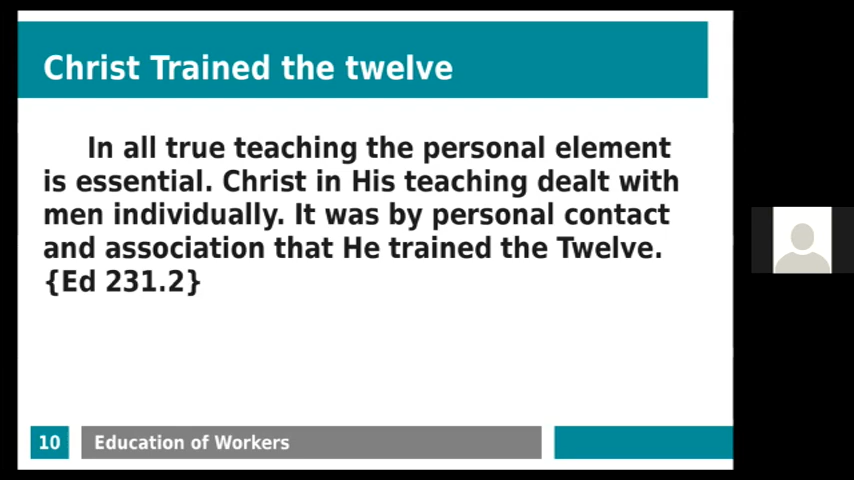 Christ Trained the twelve
In all true teaching the personal element
is essential. Christ in His teaching dealt with
men individually. It was by personal contact
and association that He trained the Twelve.
{Ed 231.2}
10
Education of Workers